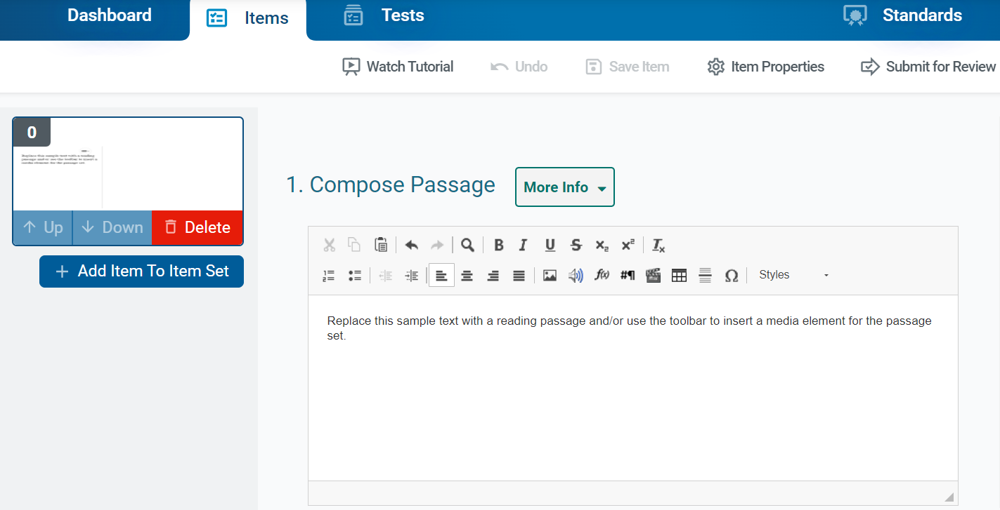 Dashboard
Items
Tests
Standards
Watch Tutorial
Undo
Save Item
Item Properties
Submit for Review
0
Replace this sample text with a reading
passage and/or use the toolbar to insert a
media element for the passage set.
Up
Down
Delete
Add Item To Item Set
1. Compose Passage
More Info
Styles
Replace this sample text with a reading passage and/or use the toolbar to insert a media element for the passage
set.